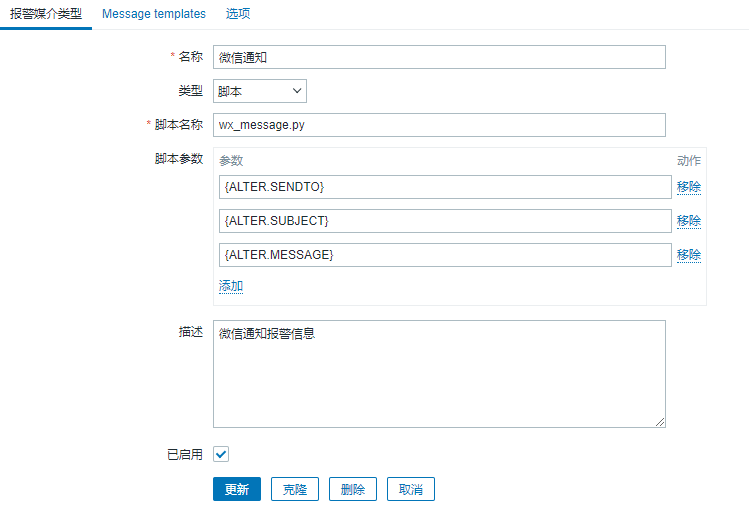 报警媒介类型 Message templates 选项
* 名称 微信通知
类型 脚本
* 脚本名称 wx_message.py
脚本参数 参数 动作
{ALTER.SENDTO} 移除
{ALTER.SUBJECT} 移除
{ALTER.MESSAGE} 移除
添加
描述 微信通知报警信息
已启用
更新 克隆 删除 取消